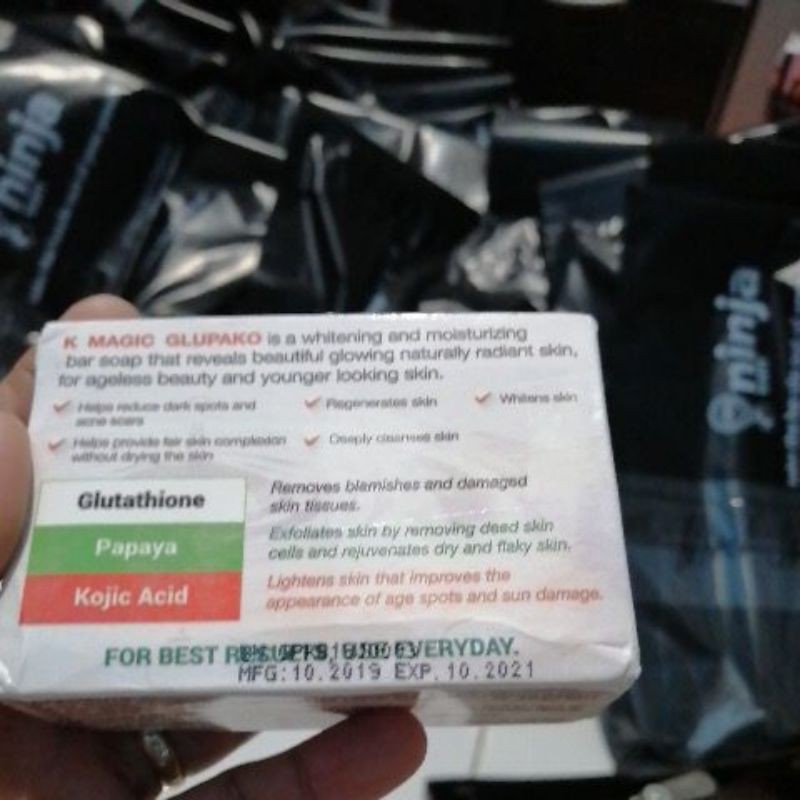 ninja
K MAGIC GLUPAKO is a whitening and moisturizing
bar soap that reveals beautiful glowing naturally radiant skin,
for ageless beauty and younger looking skin.
Helps reduce dark spots and
acne scars
Regenerates skin
Whitens skin
Helps provide fair skin complexion
without drying the skin
Deeply cleanses skin
Glutathione
Removes blemishes and damaged
skin tissues.
Papaya
Exfoliates skin by removing dead skin
cells and rejuvenates dry and flaky skin.
Kojic Acid
Lightens skin that improves the
appearance of age spots and sun damage.
FOR BEST RESULTS, USE EVERYDAY.
MFG:10.2019 EXP.10.2021
ninja